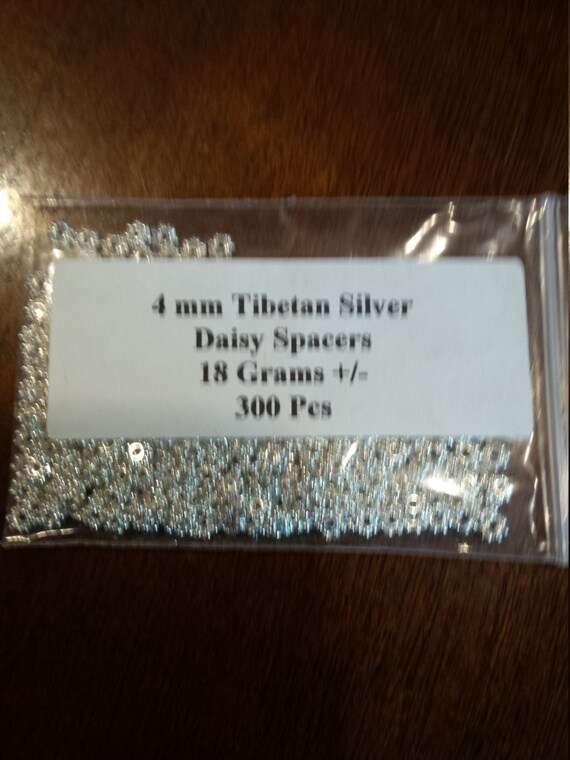 4 mm Tibetan Silver
Daisy Spacers
18 Grams +/-
300 Pcs